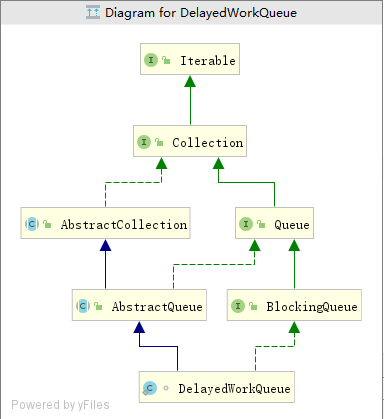 Diagram for DelayedWorkQueue
I Iterable
I Collection
C AbstractCollection
I Queue
C AbstractQueue
I BlockingQueue
C DelayedWorkQueue
Powered by yFiles